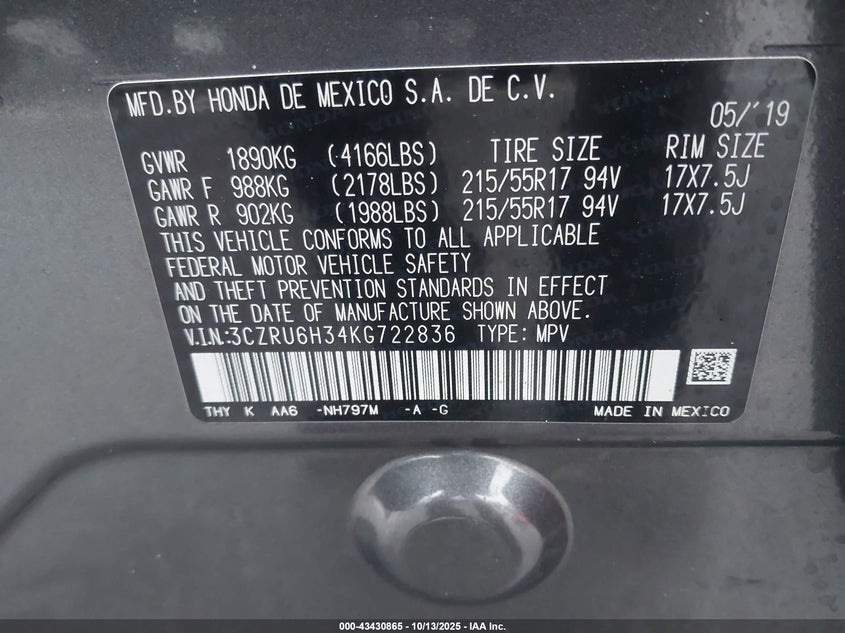 MFD.BY HONDA DE MEXICO S.A. DE C.V.
05/'19
GVWR 1890KG (4166LBS) TIRE SIZE RIM SIZE
GAWR F 988KG (2178LBS) 215/55R17 94V 17X7.5J
GAWR R 902KG (1988LBS) 215/55R17 94V 17X7.5J
THIS VEHICLE CONFORMS TO ALL APPLICABLE
FEDERAL MOTOR VEHICLE SAFETY
AND THEFT PREVENTION STANDARDS IN EFFECT
ON THE DATE OF MANUFACTURE SHOWN ABOVE.
V.I.N.:3CZRU6H34KG722836 TYPE: MPV
THY K AA6 -NH797M -A -G MADE IN MEXICO
000-43430865 - 10/13/2025 - IAA Inc.